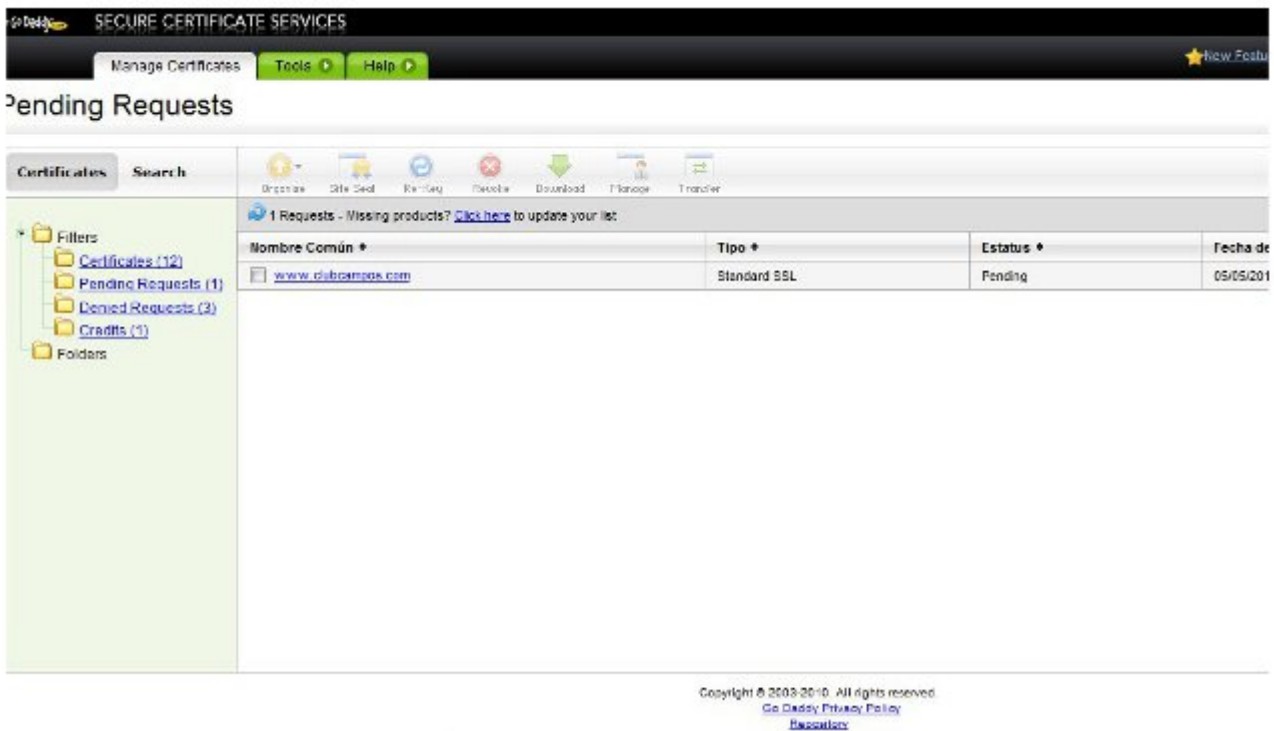 Go Daddy SECURE CERTIFICATE SERVICES
Manage Certificates Tools Help New Featu
Pending Requests
Certificates Search
Organize Site Seal Re-Key Revoke Download Manage Transfer
1 Requests - Missing products? Click here to update your list
Filters
Certificates (12)
Pending Requests (1)
Denied Requests (3)
Credits (1)
Folders
Nombre Común Tipo Estatus Fecha de
www.clubcampos.com Standard SSL Pending 05/05/201
Copyright © 2003-2010. All rights reserved.
Go Daddy Privacy Policy
Repository